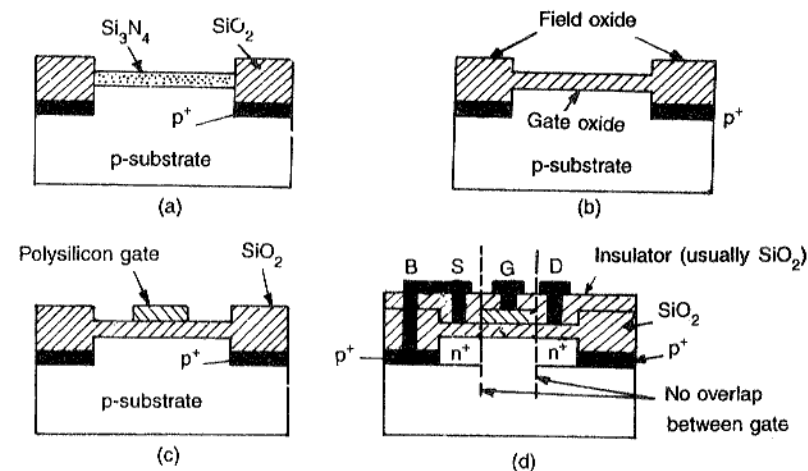 Si3N4
SiO2
p+
p-substrate
(a)
Field oxide
Gate oxide
p+
p-substrate
(b)
Polysilicon gate
SiO2
p+
p-substrate
(c)
B S G D
Insulator (usually SiO2)
SiO2
p+
n+
n+
p+
No overlap
between gate
(d)